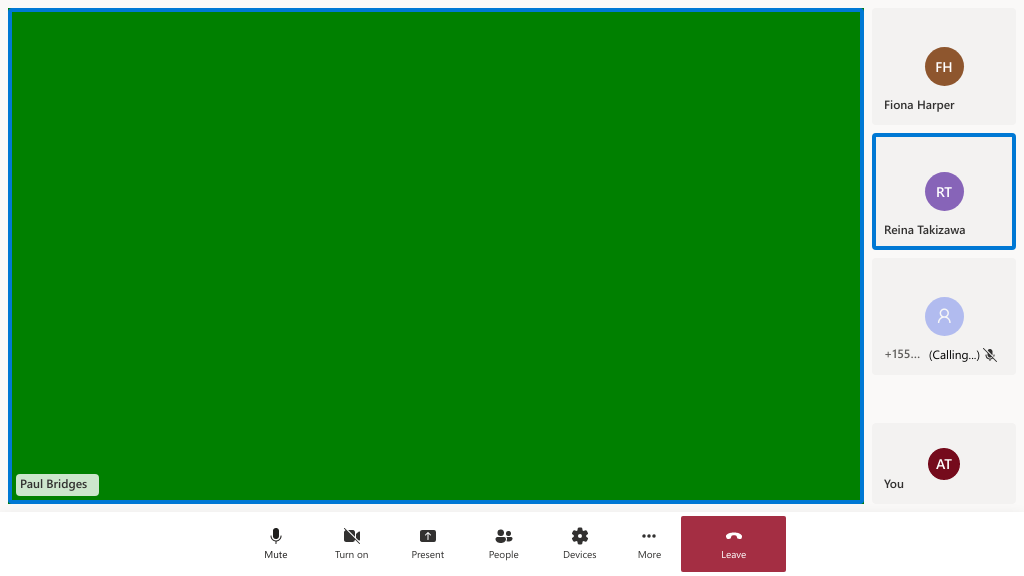 FH
Fiona Harper
RT
Reina Takizawa
+155... (Calling...)
Paul Bridges
AT
You
Mute
Turn on
Present
People
Devices
More
Leave